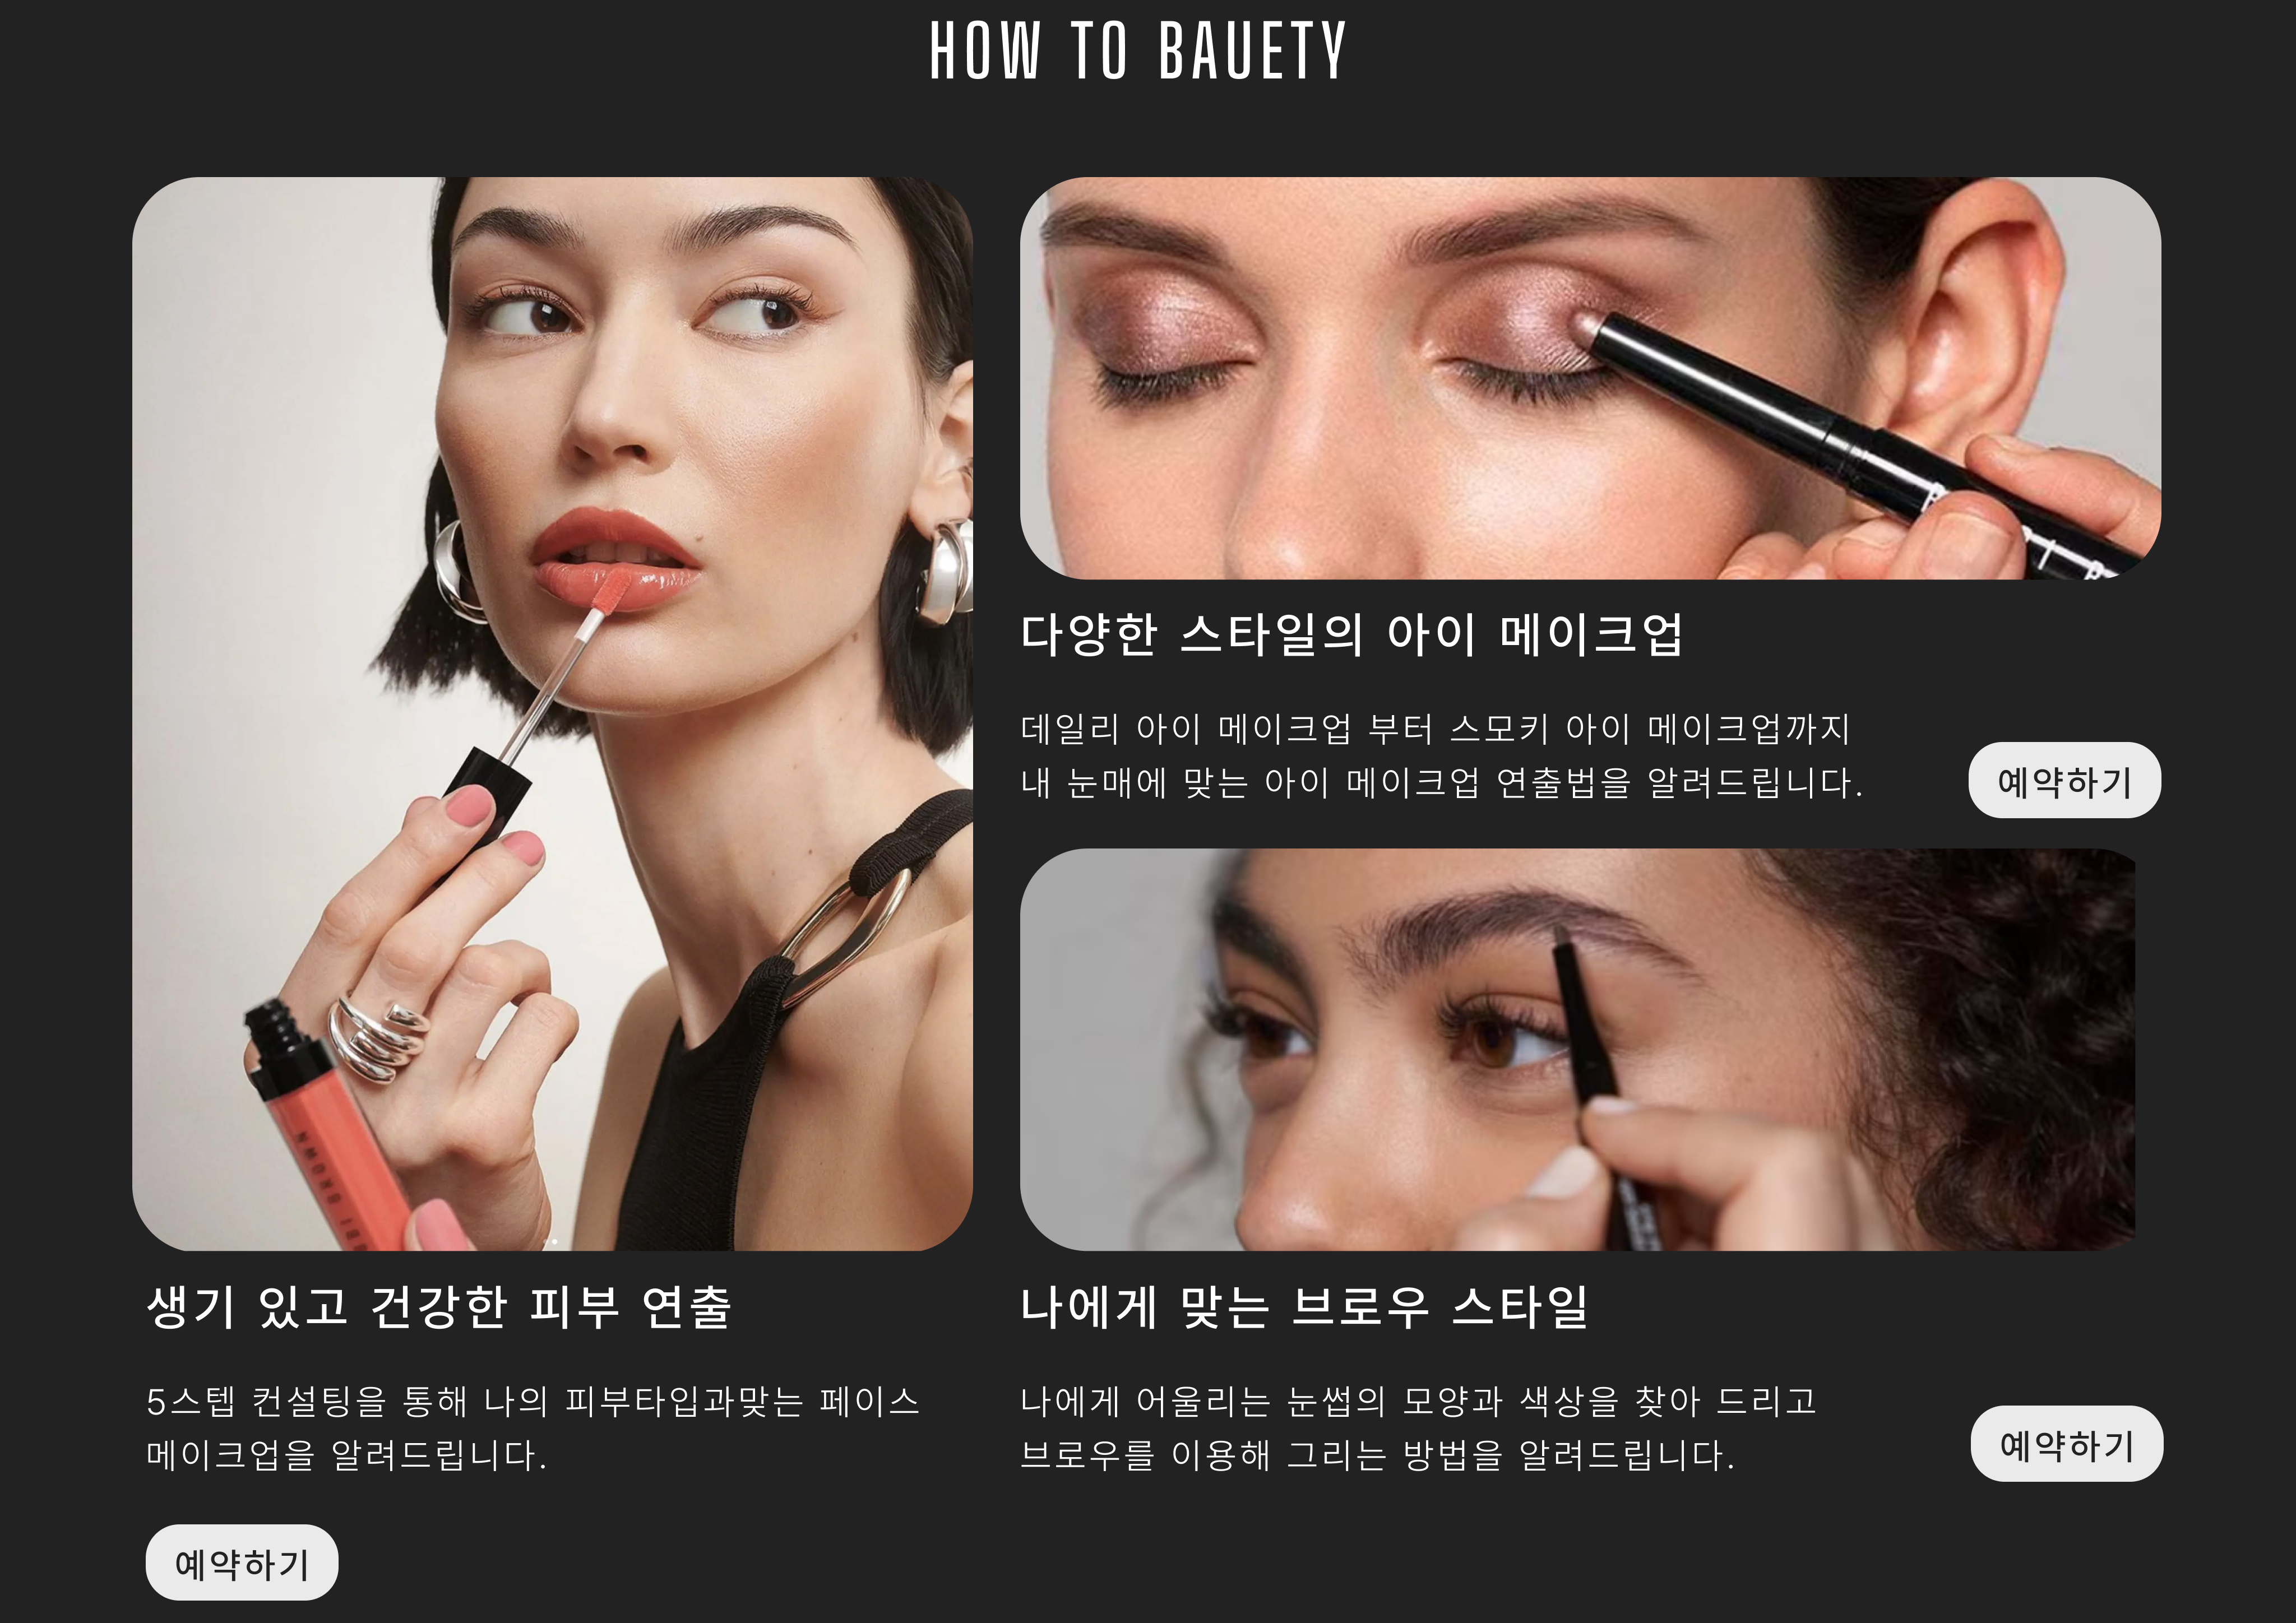 HOW TO BAUETY
생기 있고 건강한 피부 연출
5스텝 컨설팅을 통해 나의 피부타입과맞는 페이스
메이크업을 알려드립니다.
예약하기
다양한 스타일의 아이 메이크업
데일리 아이 메이크업 부터 스모키 아이 메이크업까지
내 눈매에 맞는 아이 메이크업 연출법을 알려드립니다.
예약하기
나에게 맞는 브로우 스타일
나에게 어울리는 눈썹의 모양과 색상을 찾아 드리고
브로우를 이용해 그리는 방법을 알려드립니다.
예약하기